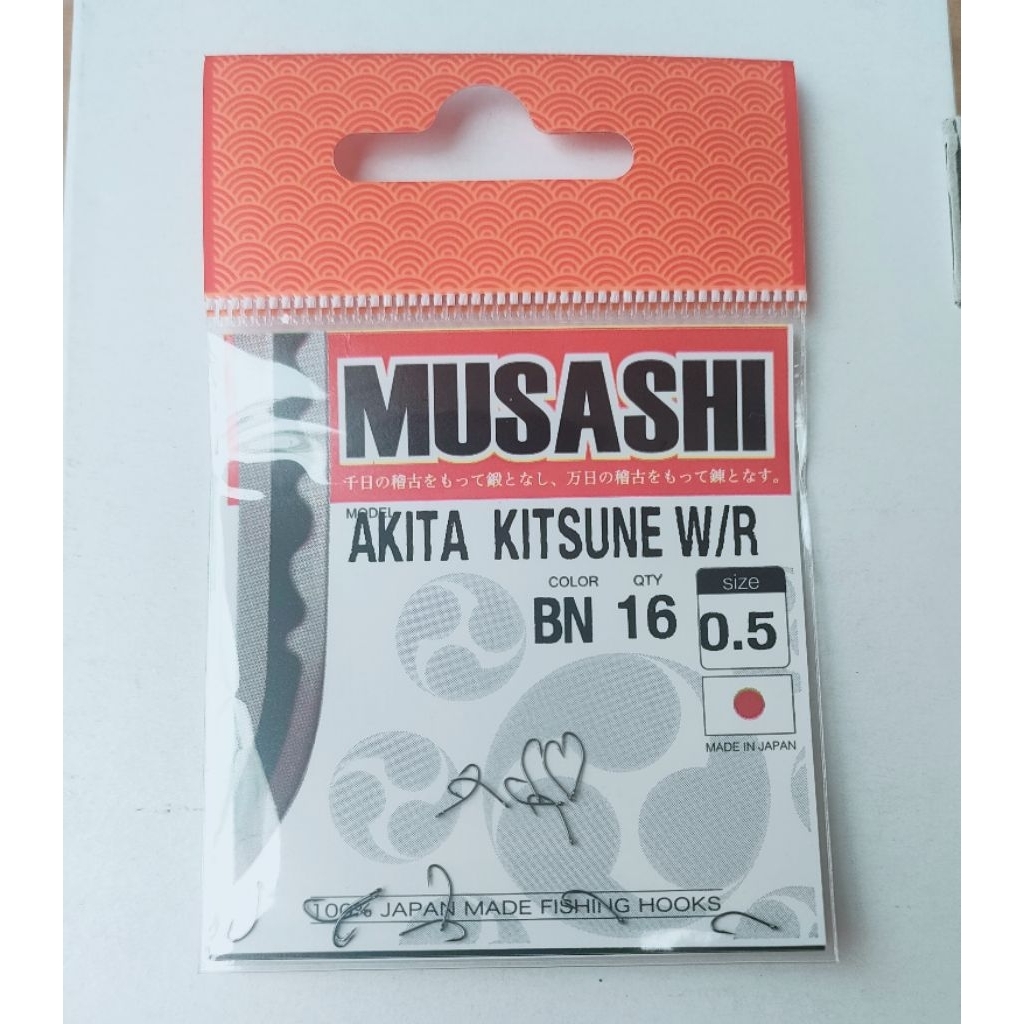 MUSASHI
千日の稽古をもって鍛となし、万日の稽古をもって錬となす。
MODEL
AKITA KITSUNE W/R
COLOR QTY size
BN 16 0.5
MADE IN JAPAN
100% JAPAN MADE FISHING HOOKS